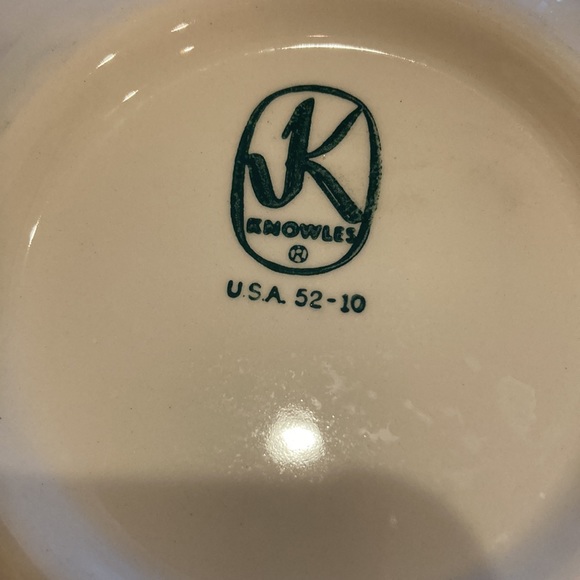 K
KNOWLES
®
U.S.A. 52-10